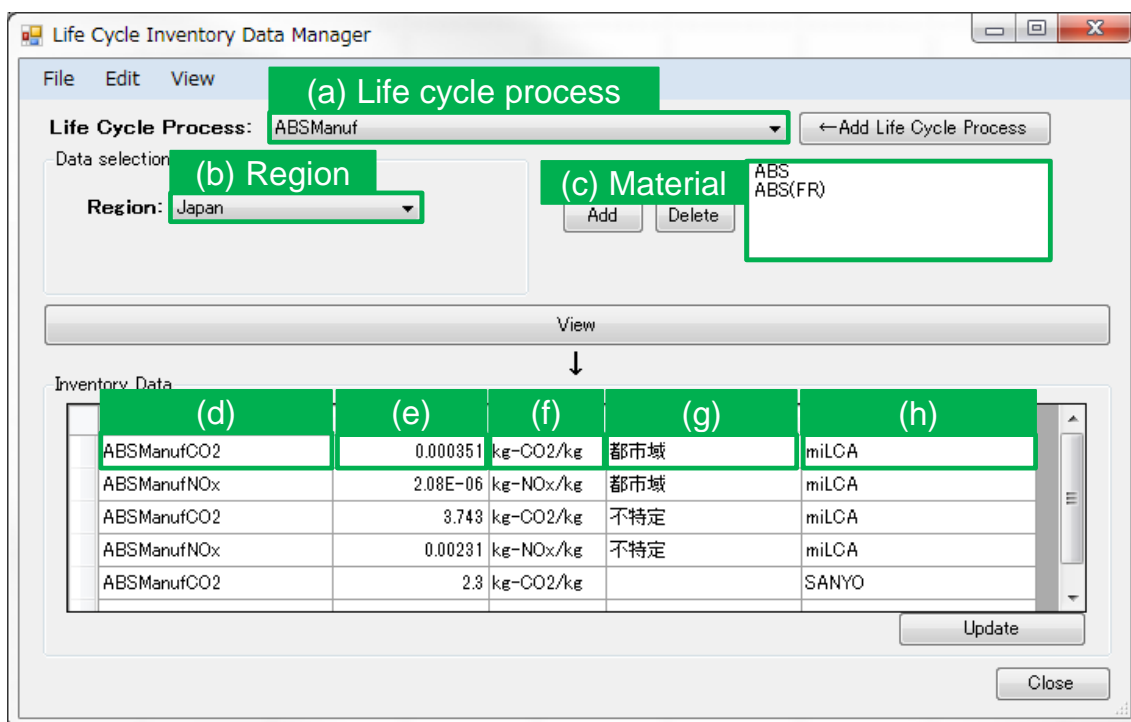 Life Cycle Inventory Data Manager
File Edit View
(a) Life cycle process
Life Cycle Process: ABSManuf ←Add Life Cycle Process
Data selection
(b) Region
Region: Japan
(c) Material
Add Delete
ABS
ABS(FR)
View
↓
Inventory Data
(d) (e) (f) (g) (h)
ABSManufCO2 0.000351 kg-CO2/kg 都市域 miLCA
ABSManufNOx 2.08E-06 kg-NOx/kg 都市域 miLCA
ABSManufCO2 3.743 kg-CO2/kg 不特定 miLCA
ABSManufNOx 0.00231 kg-NOx/kg 不特定 miLCA
ABSManufCO2 2.3 kg-CO2/kg SANYO
Update
Close